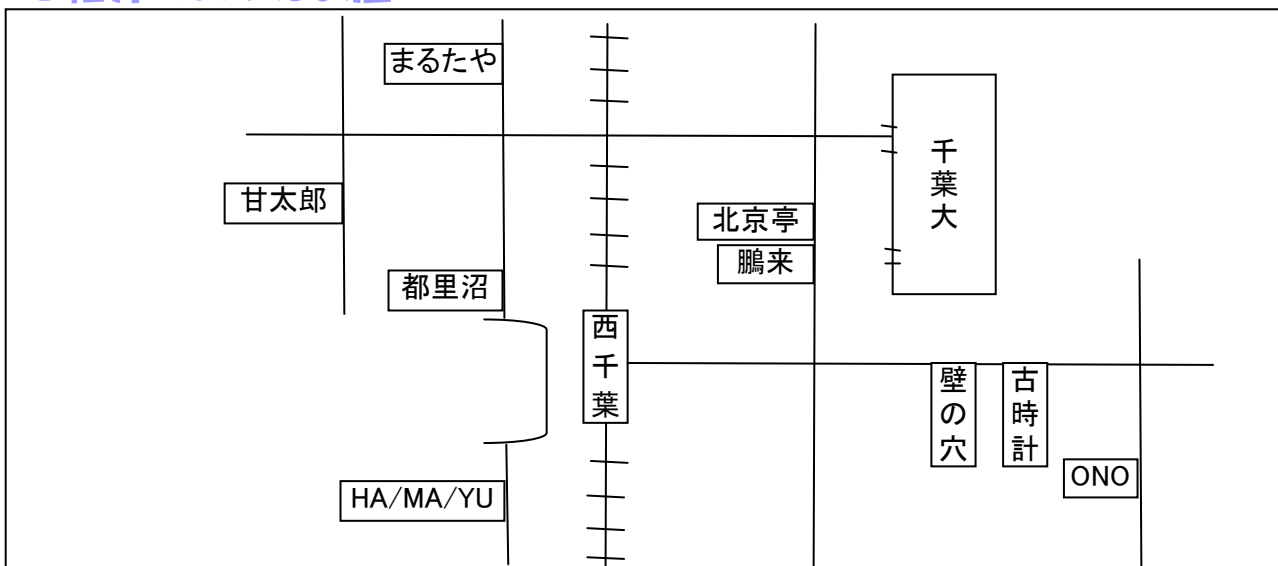 まるたや
千葉大
甘太郎
北京亭
鵬来
都里沼
西千葉
壁の穴
古時計
ONO
HA/MA/YU